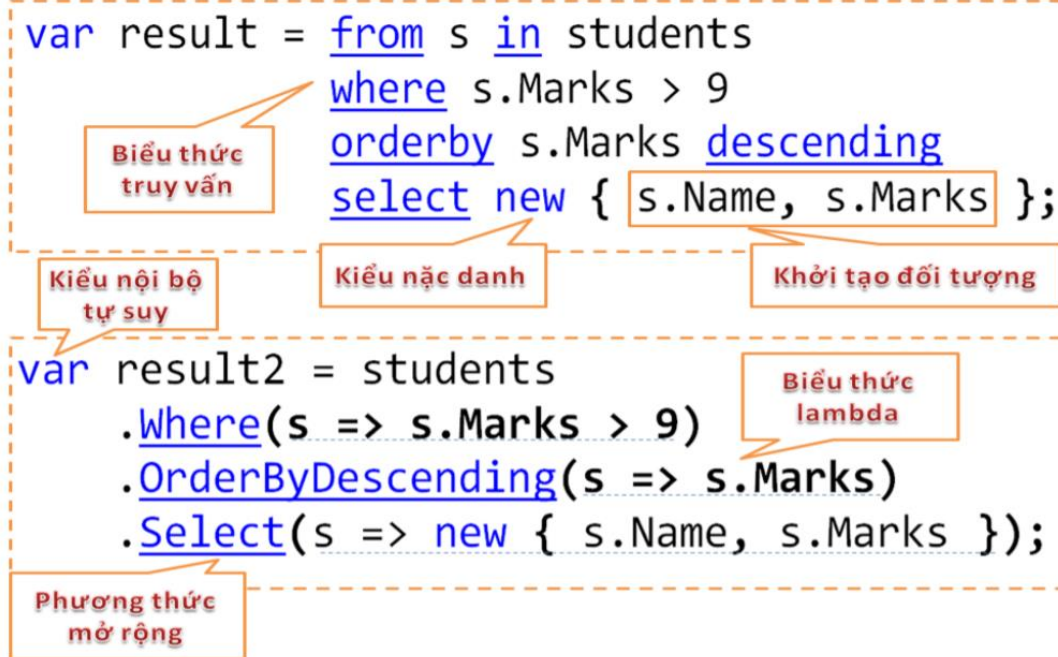 var result = from s in students
where s.Marks > 9
Biểu thức
truy vấn
orderby s.Marks descending
select new { s.Name, s.Marks };
Kiểu nội bộ
tự suy
Kiểu nặc danh
Khởi tạo đối tượng
var result2 = students
Biểu thức
lambda
.Where(s => s.Marks > 9)
.OrderByDescending(s => s.Marks)
.Select(s => new { s.Name, s.Marks });
Phương thức
mở rộng